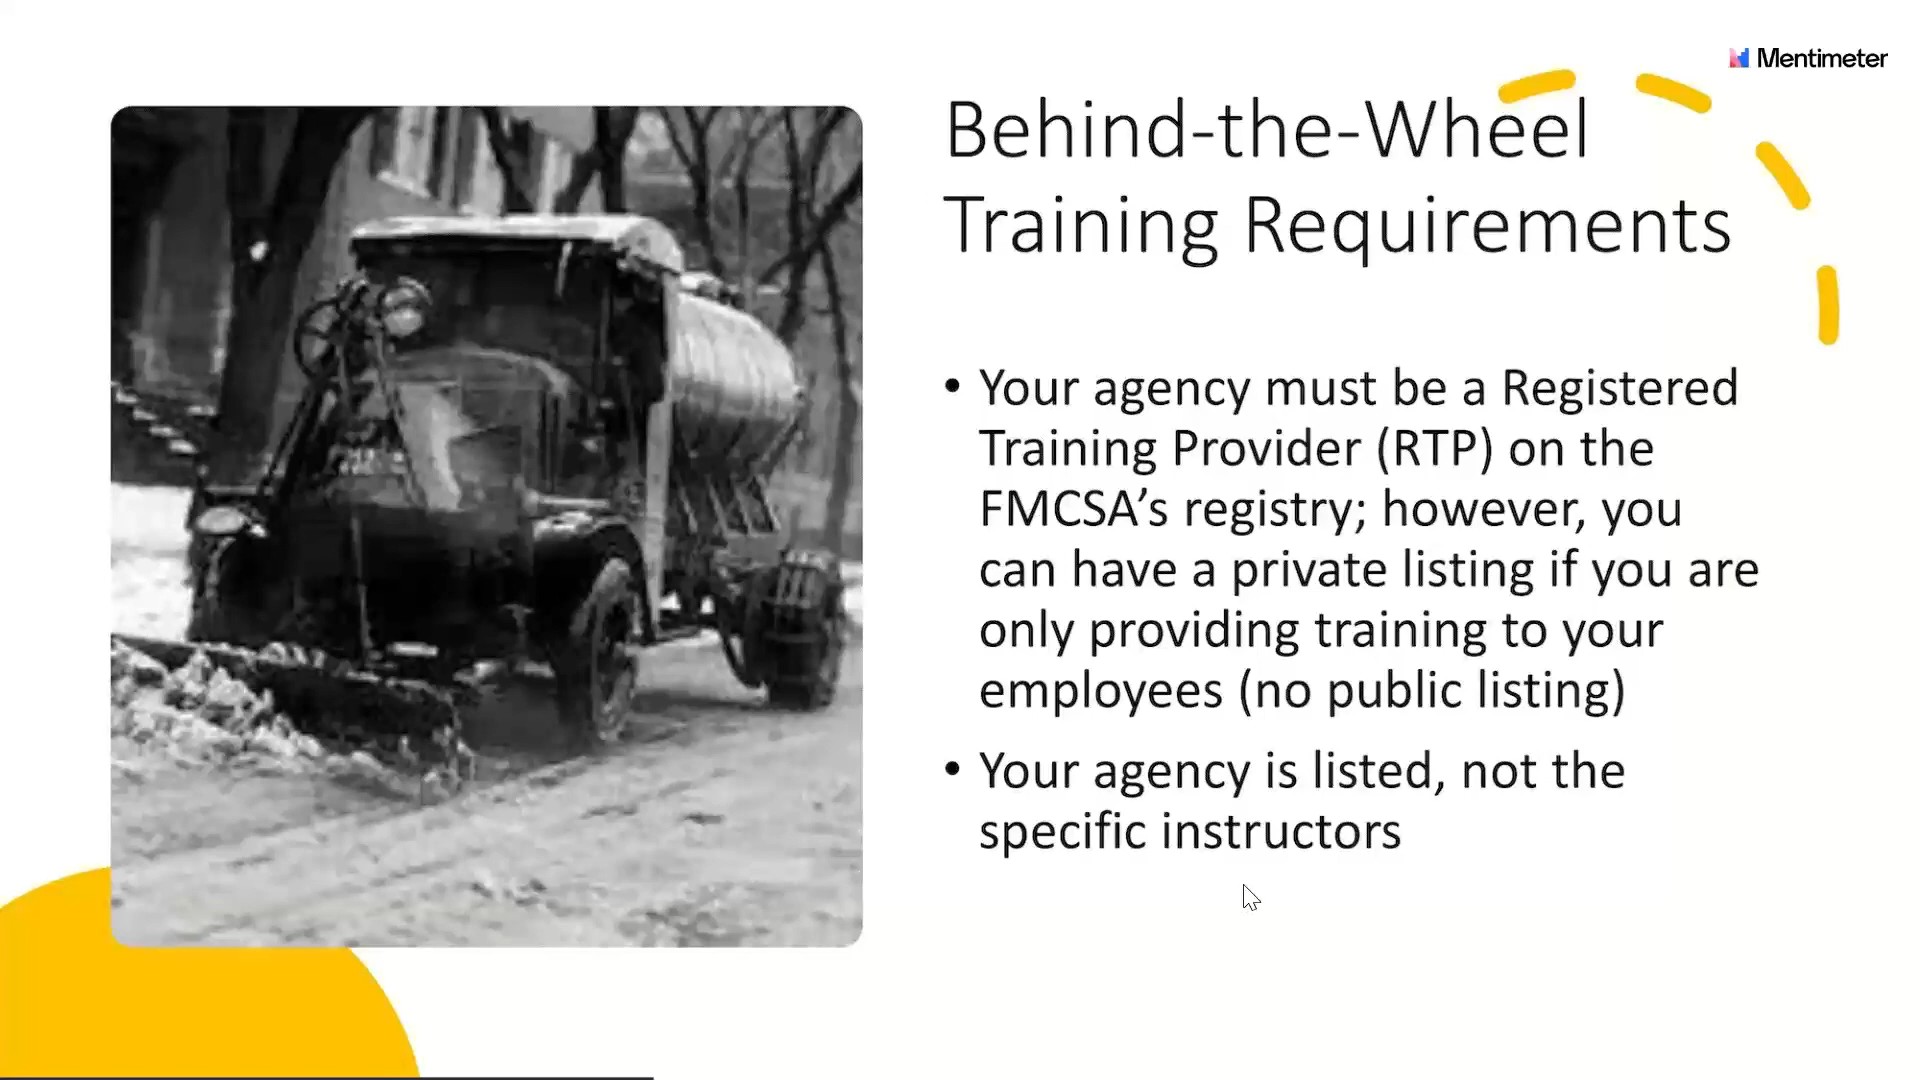 Mentimeter
Behind-the-Wheel
Training Requirements
• Your agency must be a Registered
Training Provider (RTP) on the
FMCSA’s registry; however, you
can have a private listing if you are
only providing training to your
employees (no public listing)
• Your agency is listed, not the
specific instructors